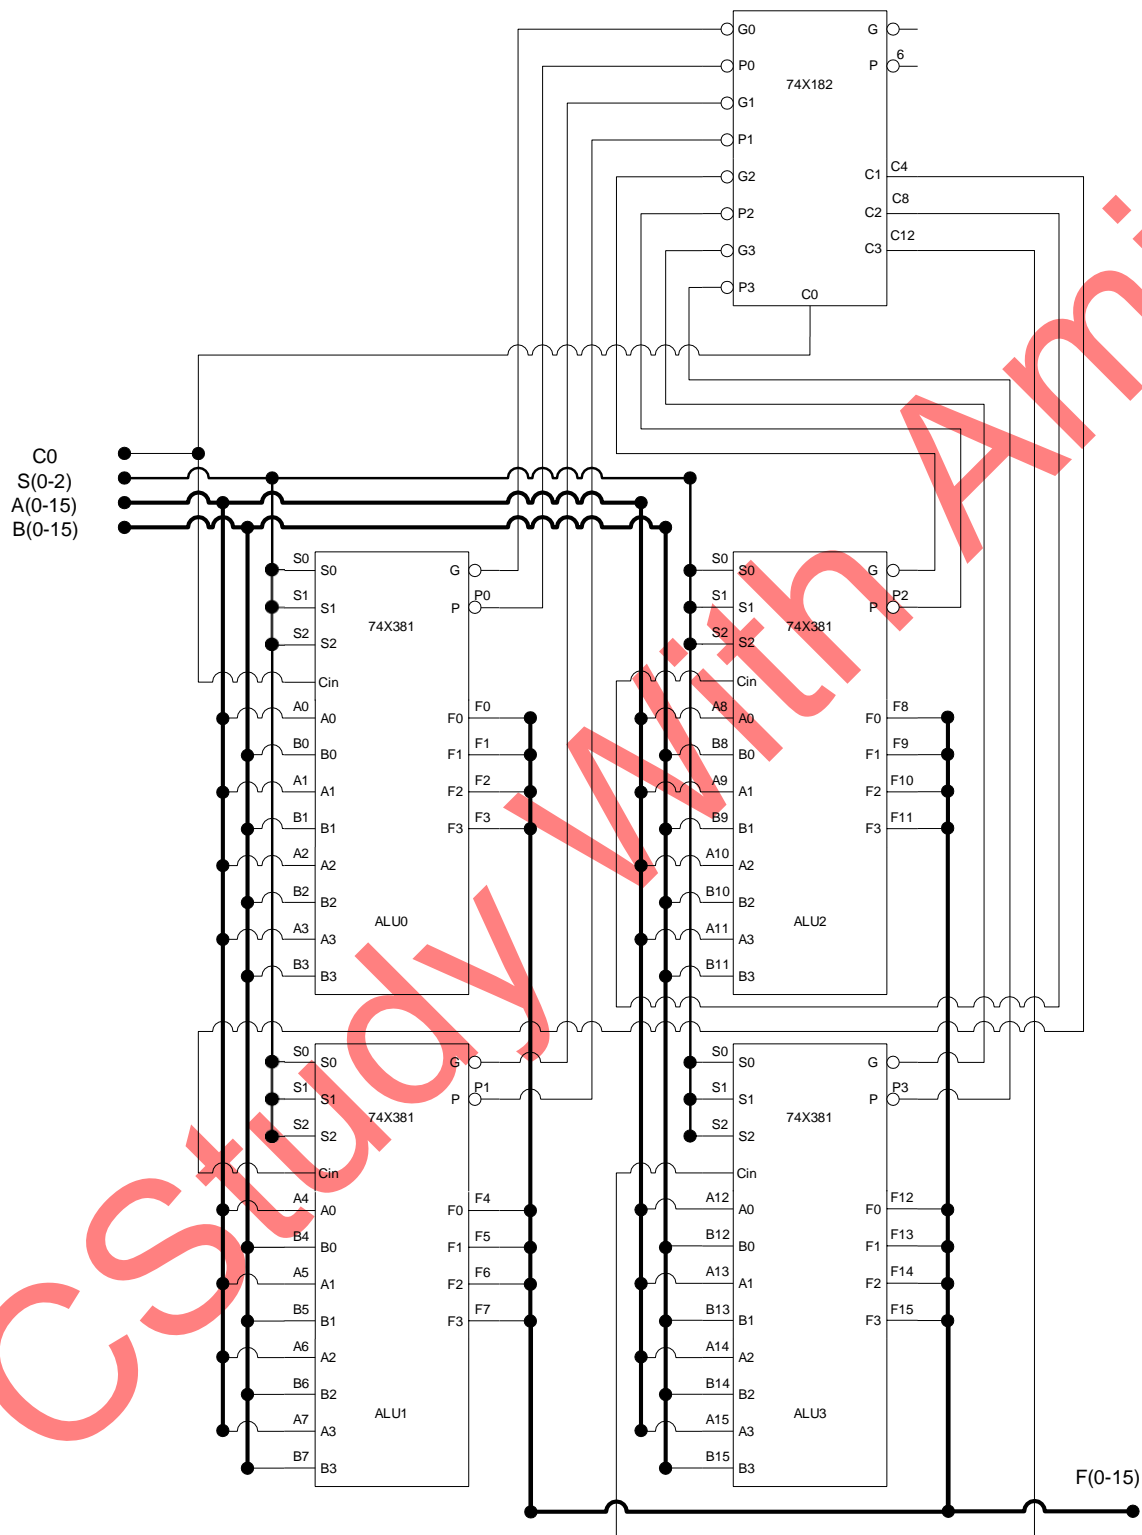 G0
G
P0
P
6
74X182
G1
P1
G2
C1
C4
P2
C2
C8
G3
C3
C12
P3
C0
C0
S(0-2)
A(0-15)
B(0-15)
S0
S0
G
S1
S1
P
P0
74X381
S2
S2
Cin
A0
A0
F0
F0
B0
B0
F1
F1
A1
A1
F2
F2
B1
B1
F3
F3
A2
A2
B2
B2
ALU0
A3
A3
B3
B3
S0
S0
G
S1
S1
P
P2
74X381
S2
S2
Cin
A8
A0
F0
F8
B8
B0
F1
F9
A9
A1
F2
F10
B9
B1
F3
F11
A10
A2
B10
B2
ALU2
A11
A3
B11
B3
S0
S0
G
S1
S1
P
P1
74X381
S2
S2
Cin
A4
A0
F0
F4
B4
B0
F1
F5
A5
A1
F2
F6
B5
B1
F3
F7
A6
A2
B6
B2
ALU1
A7
A3
B7
B3
S0
S0
G
S1
S1
P
P3
74X381
S2
S2
Cin
A12
A0
F0
F12
B12
B0
F1
F13
A13
A1
F2
F14
B13
B1
F3
F15
A14
A2
B14
B2
ALU3
A15
A3
B15
B3
F(0-15)
CStudy With Ami